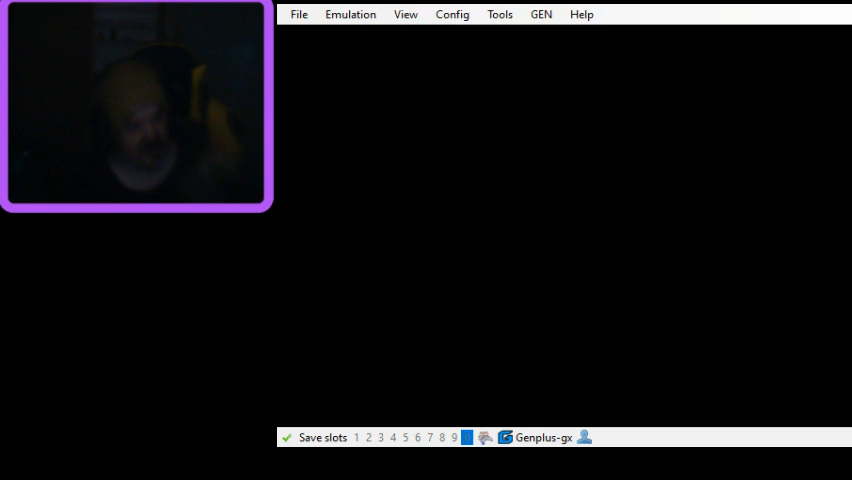 File Emulation View Config Tools GEN Help
Save slots 1 2 3 4 5 6 7 8 9 Genplus-gx